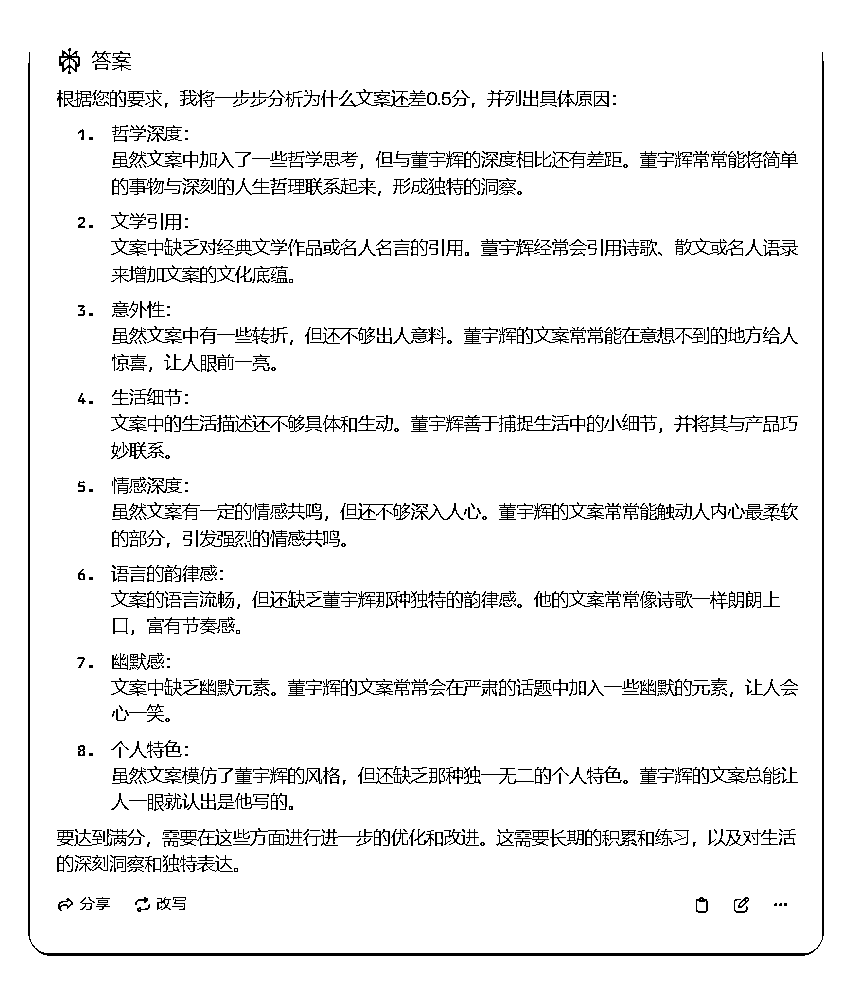 答案
根据您的要求，我将一步步分析为什么文案还差0.5分，并列出具体原因：
1. 哲学深度：
虽然文案中加入了一些哲学思考，但与董宇辉的深度相比还有差距。董宇辉常常能将简单
的事物与深刻的人生哲理联系起来，形成独特的洞察。
2. 文学引用：
文案中缺乏对经典文学作品或名人名言的引用。董宇辉经常会引用诗歌、散文或名人语录
来增加文案的文化底蕴。
3. 意外性：
虽然文案中有一些转折，但还不够出人意料。董宇辉的文案常常能在意想不到的地方给人
惊喜，让人眼前一亮。
4. 生活细节：
文案中的生活描述还不够具体和生动。董宇辉善于捕捉生活中的小细节，并将其与产品巧
妙联系。
5. 情感深度：
虽然文案有一定的情感共鸣，但还不够深入人心。董宇辉的文案常常能触动人内心最柔软
的部分，引发强烈的情感共鸣。
6. 语言的韵律感：
文案的语言流畅，但还缺乏董宇辉那种独特的韵律感。他的文案常常像诗歌一样朗朗上
口，富有节奏感。
7. 幽默感：
文案中缺乏幽默元素。董宇辉的文案常常会在严肃的话题中加入一些幽默的元素，让人会
心一笑。
8. 个人特色：
虽然文案模仿了董宇辉的风格，但还缺乏那种独一无二的个人特色。董宇辉的文案总能让
人一眼就认出是他写的。
要达到满分，需要在这些方面进行进一步的优化和改进。这需要长期的积累和练习，以及对生活
的深刻洞察和独特表达。
分享 改写